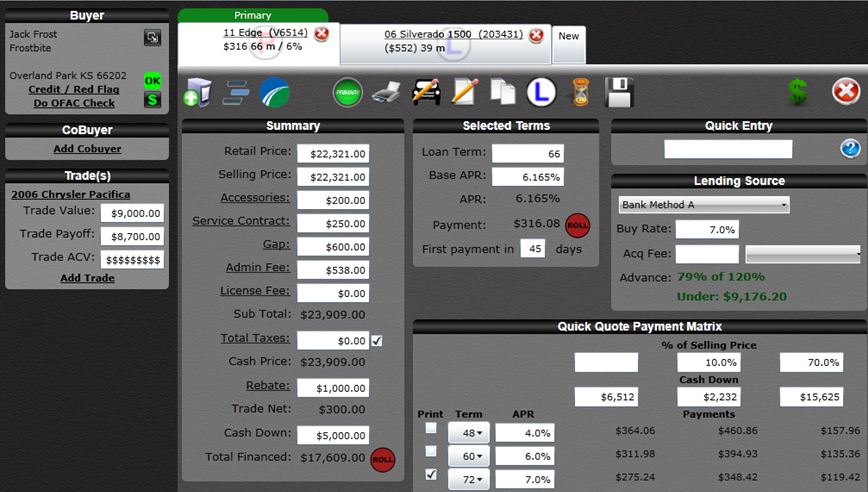 Buyer
Jack Frost
Frostbite
Overland Park KS 66202
OK
Credit / Red Flag
$
Do OFAC Check
CoBuyer
Add Cobuyer
Trade(s)
2006 Chrysler Pacifica
Trade Value: $9,000.00
Trade Payoff: $8,700.00
Trade ACV: $$$$$$$$$
Add Trade
Primary
11 Edge (V6514)
$316 66 m / 6%
06 Silverado 1500 (203431)
($552) 39 m
L
New
PRIMARY
L
$
Summary
Retail Price: $22,321.00
Selling Price: $22,321.00
Accessories: $200.00
Service Contract: $250.00
Gap: $600.00
Admin Fee: $538.00
License Fee: $0.00
Sub Total: $23,909.00
Total Taxes: $0.00
Cash Price: $23,909.00
Rebate: $1,000.00
Trade Net: $300.00
Cash Down: $5,000.00
Total Financed: $17,609.00 ROLL
Selected Terms
Loan Term: 66
Base APR: 6.165%
APR: 6.165%
Payment: $316.08 ROLL
First payment in 45 days
Quick Entry
?
Lending Source
Bank Method A
Buy Rate: 7.0%
Acq Fee:
Advance: 79% of 120%
Under: $9,176.20
Quick Quote Payment Matrix
% of Selling Price
10.0% 70.0%
Cash Down
$6,512 $2,232 $15,625
Payments
Print Term APR
48 4.0% $364.06 $460.86 $157.96
60 6.0% $311.98 $394.93 $135.36
72 7.0% $275.24 $348.42 $119.42